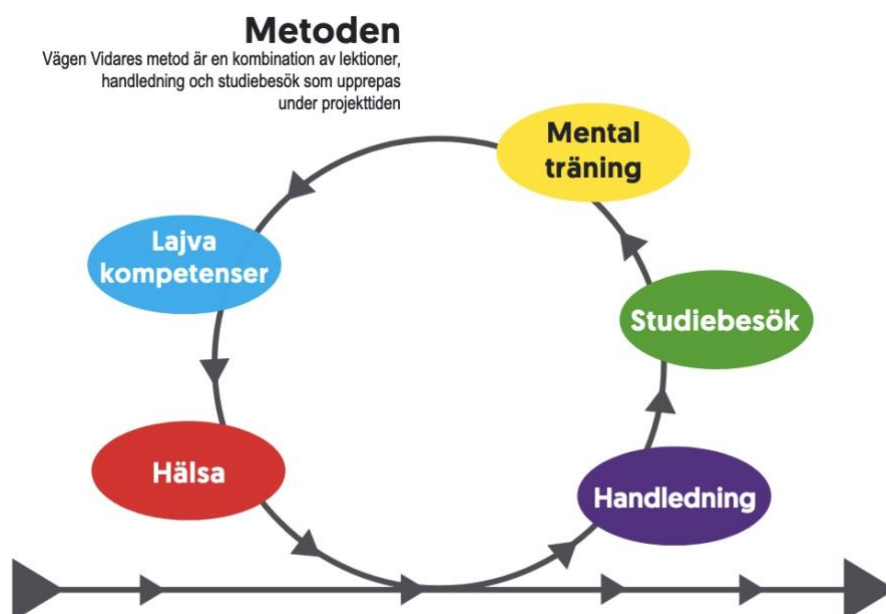 Metoden
Vägen Vidares metod är en kombination av lektioner,
handledning och studiebesök som upprepas
under projekttiden
Mental
träning
Lajva
kompetenser
Studiebesök
Hälsa
Handledning